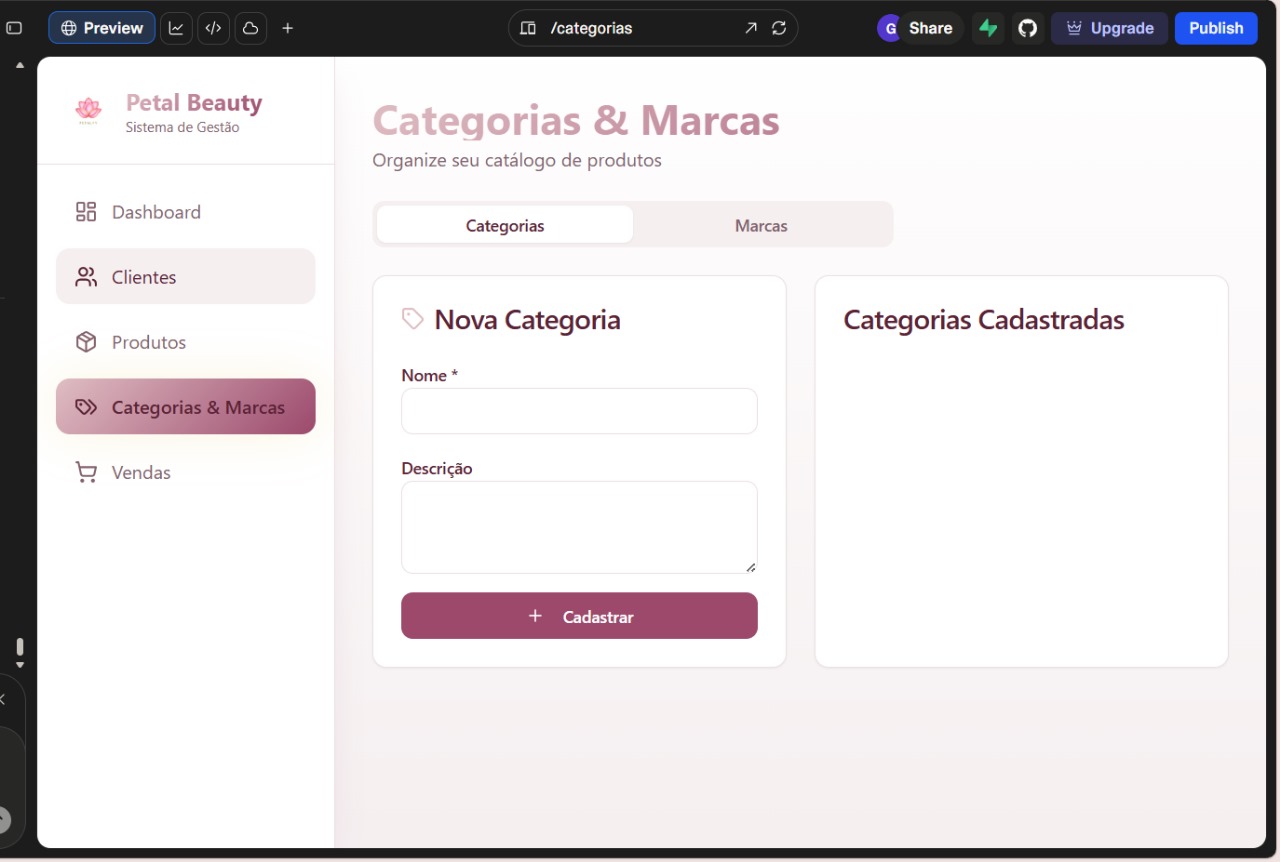 Preview
/categorias
G
Share
Upgrade
Publish
Petal Beauty
Sistema de Gestão
Dashboard
Clientes
Produtos
Categorias & Marcas
Vendas
Categorias & Marcas
Organize seu catálogo de produtos
Categorias
Marcas
Nova Categoria
Nome *
Descrição
Cadastrar
Categorias Cadastradas